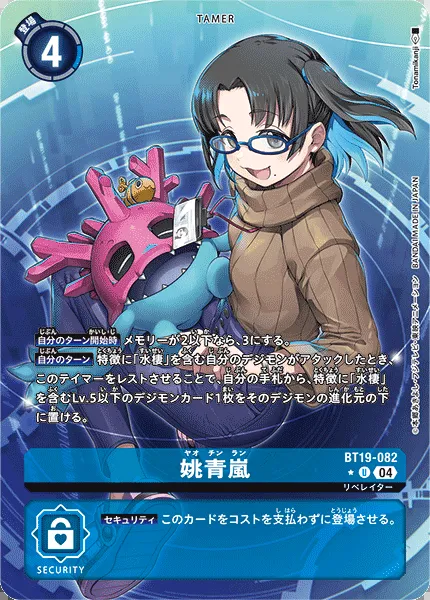 TAMER
登場
4
Tonamikanji
BANDAI MADE IN JAPAN
自分のターン開始時 メモリーが2以下なら、3にする。
自分のターン 特徴に「水棲」を含む自分のデジモンがアタックしたとき、
このテイマーをレストさせることで、自分の手札から、特徴に「水棲」
を含むLv.5以下のデジモンカード1枚をそのデジモンの進化元の下
に置ける。
ヤオ チン ラン
姚青嵐
BT19-082
U 04
リベレイター
セキュリティ このカードをコストを支払わずに登場させる。
SECURITY